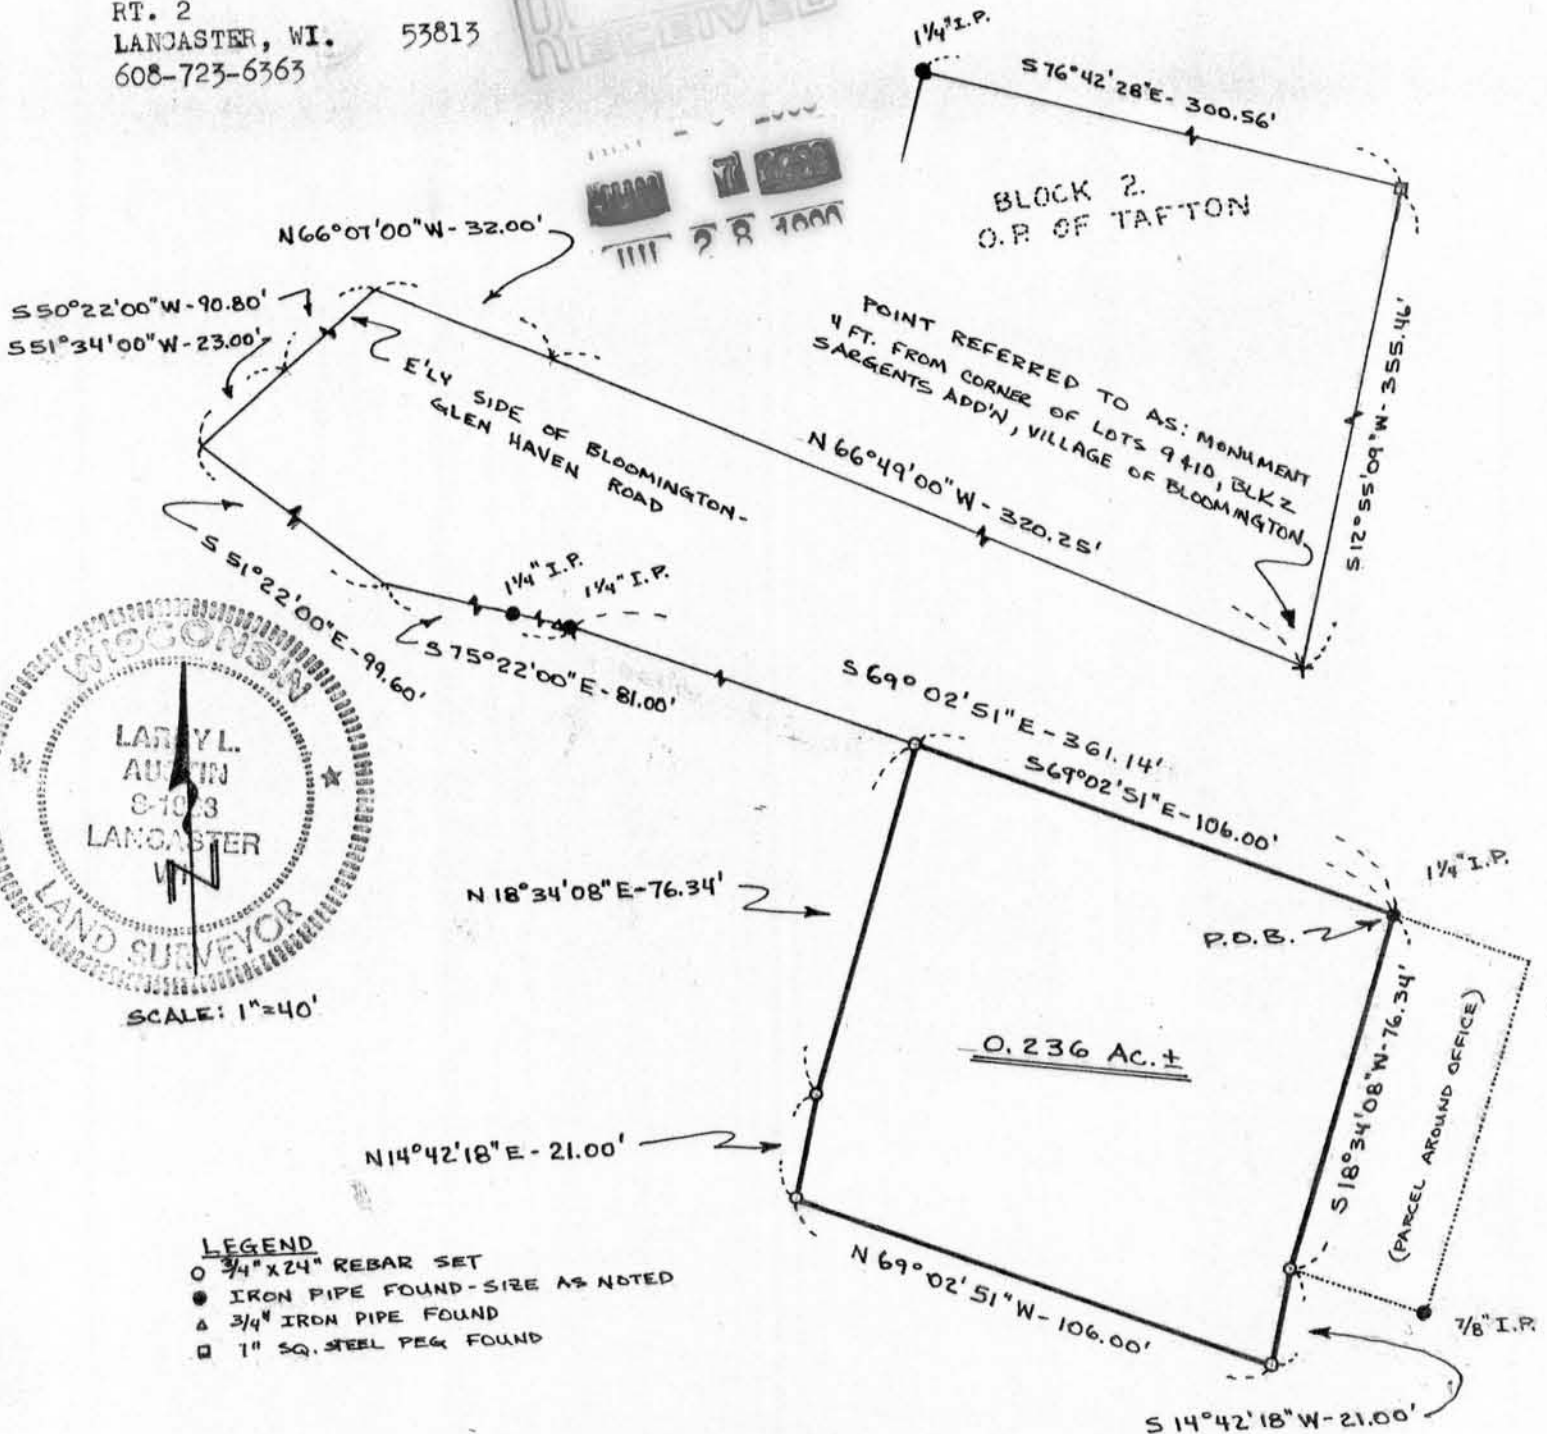 RT. 2
LANCASTER, WI. 53813
608-723-6363
RECEIVED
1¼" I.P.
S 76°42'28"E - 300.56'
BLOCK 2.
O.P. OF TAFTON
N66°07'00"W - 32.00'
S50°22'00"W - 90.80'
S51°34'00"W - 23.00'
E'LY SIDE OF BLOOMINGTON -
GLEN HAVEN ROAD
POINT REFERRED TO AS: MONUMENT
4 FT. FROM CORNER OF LOTS 9 & 10, BLK 2
SARGENTS ADD'N, VILLAGE OF BLOOMINGTON
S12°55'09"W - 355.46'
N 66°49'00"W - 320.25'
S 51°22'00"E - 99.60'
1¼" I.P.
1¼" I.P.
S 75°22'00"E - 81.00'
S 69°02'51"E - 361.14'
S69°02'51"E - 106.00'
WISCONSIN
LARRY L.
AUSTIN
LANCASTER
LAND SURVEYOR
N
SCALE: 1"=40'
N 18°34'08"E - 76.34'
1¼" I.P.
P.O.B.
0.236 AC. ±
S 18°34'08"W - 76.34'
(PARCEL AROUND OFFICE)
N14°42'18"E - 21.00'
N 69°02'51"W - 106.00'
7/8" I.P.
S 14°42'18"W - 21.00'
LEGEND
3/4" X 24" REBAR SET
IRON PIPE FOUND - SIZE AS NOTED
3/4" IRON PIPE FOUND
1" SQ. STEEL PEG FOUND